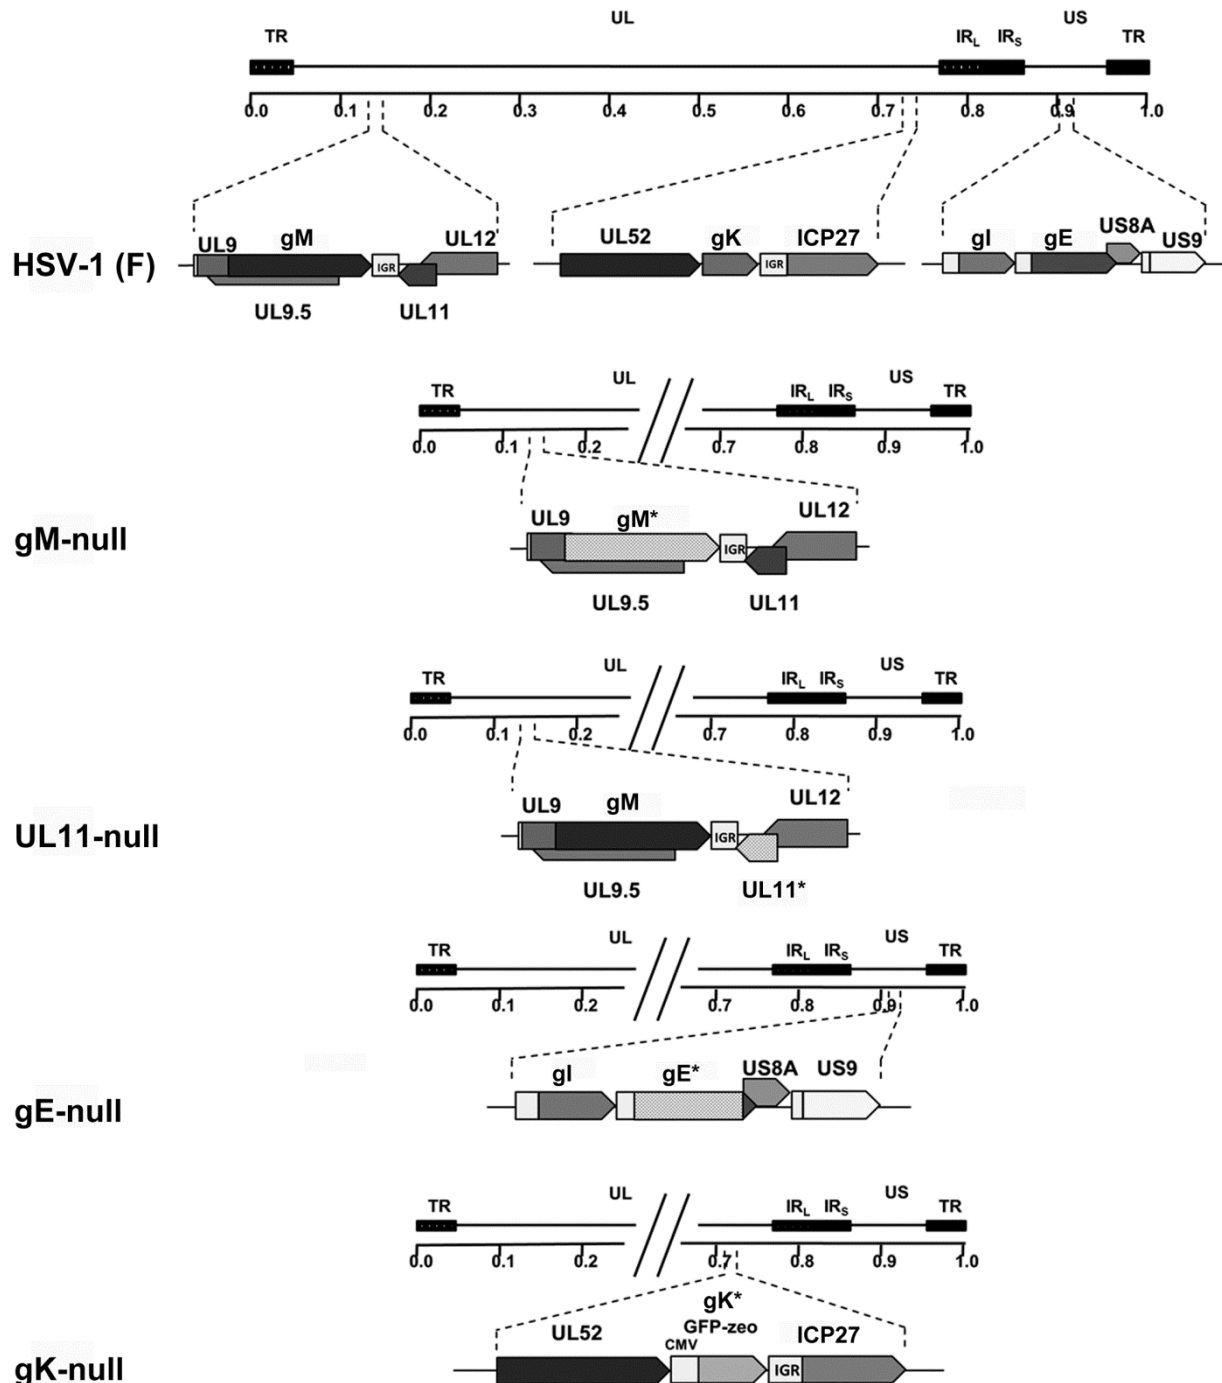 UL US
TR IRL IRS TR
0.0 0.1 0.2 0.3 0.4 0.5 0.6 0.7 0.8 0.9 1.0
HSV-1 (F)
UL9 gM UL12 UL52 gK ICP27 gI gE US8A US9
IGR IGR
UL9.5 UL11
UL US
TR IRL IRS TR
0.0 0.1 0.2 0.7 0.8 0.9 1.0
gM-null
UL9 gM* UL12
IGR
UL9.5 UL11
UL US
TR IRL IRS TR
0.0 0.1 0.2 0.7 0.8 0.9 1.0
UL11-null
UL9 gM UL12
IGR
UL9.5 UL11*
UL US
TR IRL IRS TR
0.0 0.1 0.2 0.7 0.8 0.9 1.0
gE-null
gI gE* US8A US9
UL US
TR IRL IRS TR
0.0 0.1 0.2 0.7 0.8 0.9 1.0
gK*
UL52 GFP-zeo ICP27
CMV
gK-null
IGR